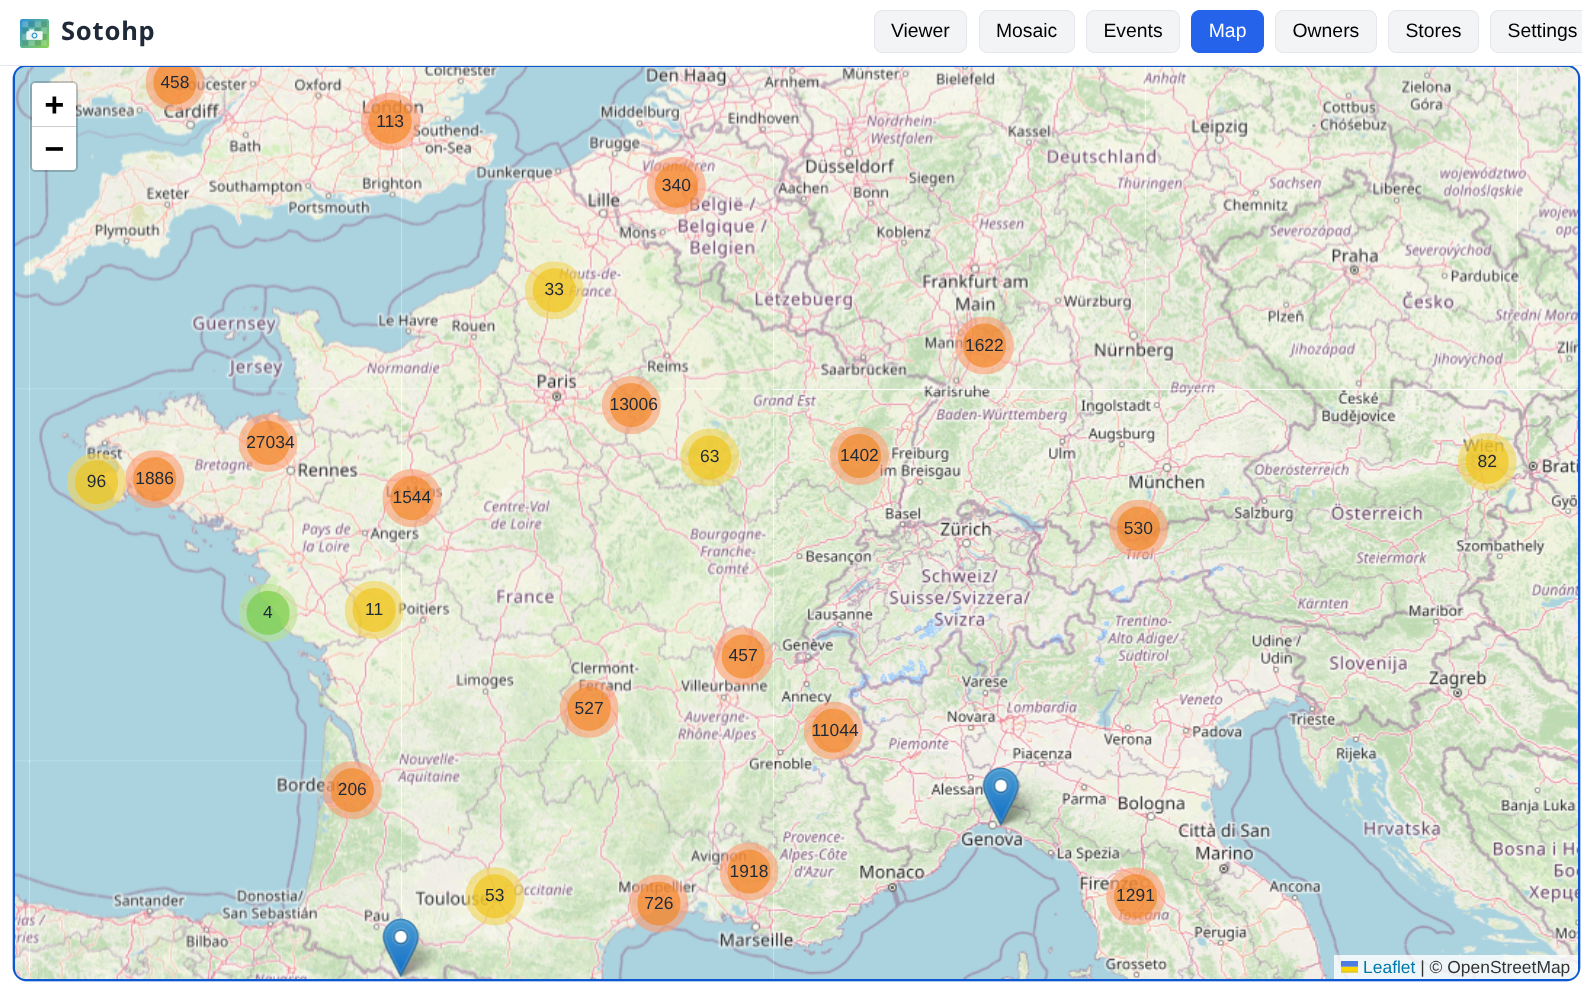 Sotohp
Viewer
Mosaic
Events
Map
Owners
Stores
Settings
+
−
458
Swansea
Cardiff
Oxford
Colchester
London
113
Southend-
on-Sea
Bath
Exeter
Southampton
Brighton
Portsmouth
Plymouth
Den Haag
Arnhem
Münster
Bielefeld
Anhalt
Zielona
Góra
Cottbus
- Chóśebuz
Middelburg
Eindhoven
Nordrhein-
Westfalen
Kassel
Leipzig
Brugge
Vlaanderen
Düsseldorf
Deutschland
Dunkerque
340
Aachen
Bonn
Siegen
Thüringen
Sachsen
Liberec
województwo
dolnośląskie
Lille
België /
Belgique /
Belgien
Mons
Koblenz
Hessen
Chemnitz
Severozápad
Severovýchod
Praha
Pardubice
33
Hauts-de-
France
Letzebuerg
Frankfurt am
Main
Würzburg
Česko
Plzeň
Střední Mora
Guernsey
Le Havre
Rouen
Jersey
Normandie
Reims
Saarbrücken
1622
Nürnberg
Jihozápad
Jihovýchod
Zlín
Paris
13006
Grand Est
Karlsruhe
Baden-Württemberg
Bayern
Ingolstadt
České
Budějovice
27034
Brest
96
1886
Bretagne
Rennes
63
1402
Freiburg
im Breisgau
Ulm
Augsburg
München
Oberösterreich
Wien
82
Brati
1544
Centre-Val
de Loire
Pays de
la Loire
Angers
Bourgogne-
Franche-
Comté
Besançon
Basel
Zürich
530
Tirol
Salzburg
Österreich
Győ
Szombathely
Steiermark
4
11
Poitiers
France
Schweiz/
Suisse/Svizzera/
Svizra
Lausanne
Genève
Trentino-
Alto Adige/
Südtirol
Kärnten
Maribor
Dunánt
Udine /
Udin
Slovenija
Zagreb
Limoges
Clermont-
Ferrand
527
457
Villeurbanne
Annecy
Varese
Lombardia
Veneto
Novara
Trieste
Auvergne-
Rhône-Alpes
11044
Piemonte
Piacenza
Verona
Padova
Rijeka
Grenoble
Nouvelle-
Aquitaine
206
Alessan
Parma
Bologna
Banja Luka
Genova
Città di San
Marino
Hrvatska
Provence-
Alpes-Côte
d'Azur
Avignon
1918
Monaco
La Spezia
Bosna i He
Бос
Херце
Firenze
1291
Toscana
Ancona
Toulous
53
Occitanie
Montpellier
726
Marseille
Perugia
Grosseto
Santander
Donostia/
San Sebastián
Pau
Bilbao
Leaflet | © OpenStreetMap